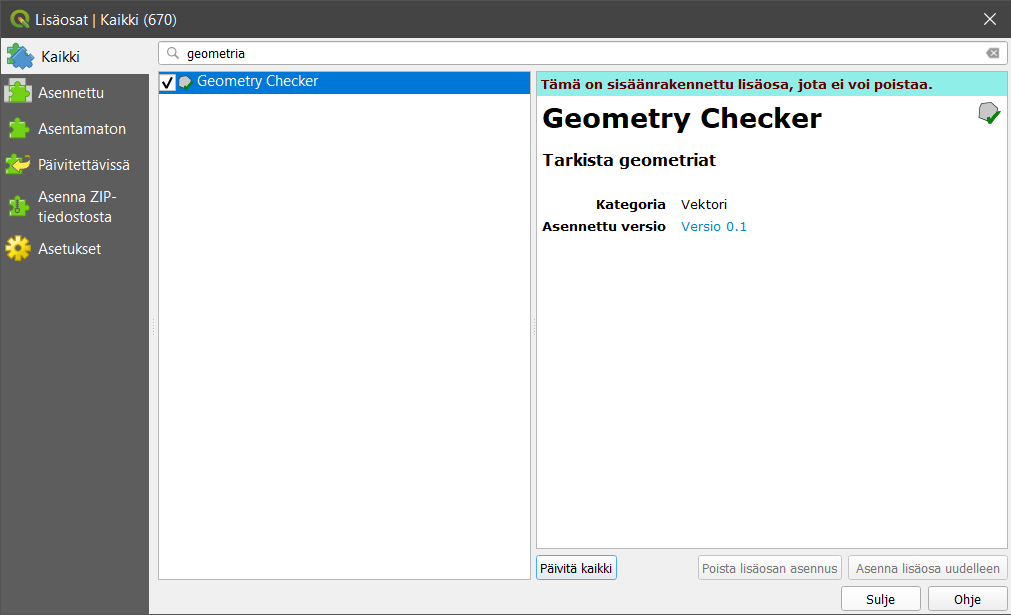 Lisäosat | Kaikki (670)
Kaikki
Asennettu
Asentamaton
Päivitettävissä
Asenna ZIP-
tiedostosta
Asetukset
geometria
Geometry Checker
Tämä on sisäänrakennettu lisäosa, jota ei voi poistaa.
Geometry Checker
Tarkista geometriat
Kategoria Vektori
Asennettu versio Versio 0.1
Päivitä kaikki Poista lisäosan asennus Asenna lisäosa uudelleen
Sulje Ohje